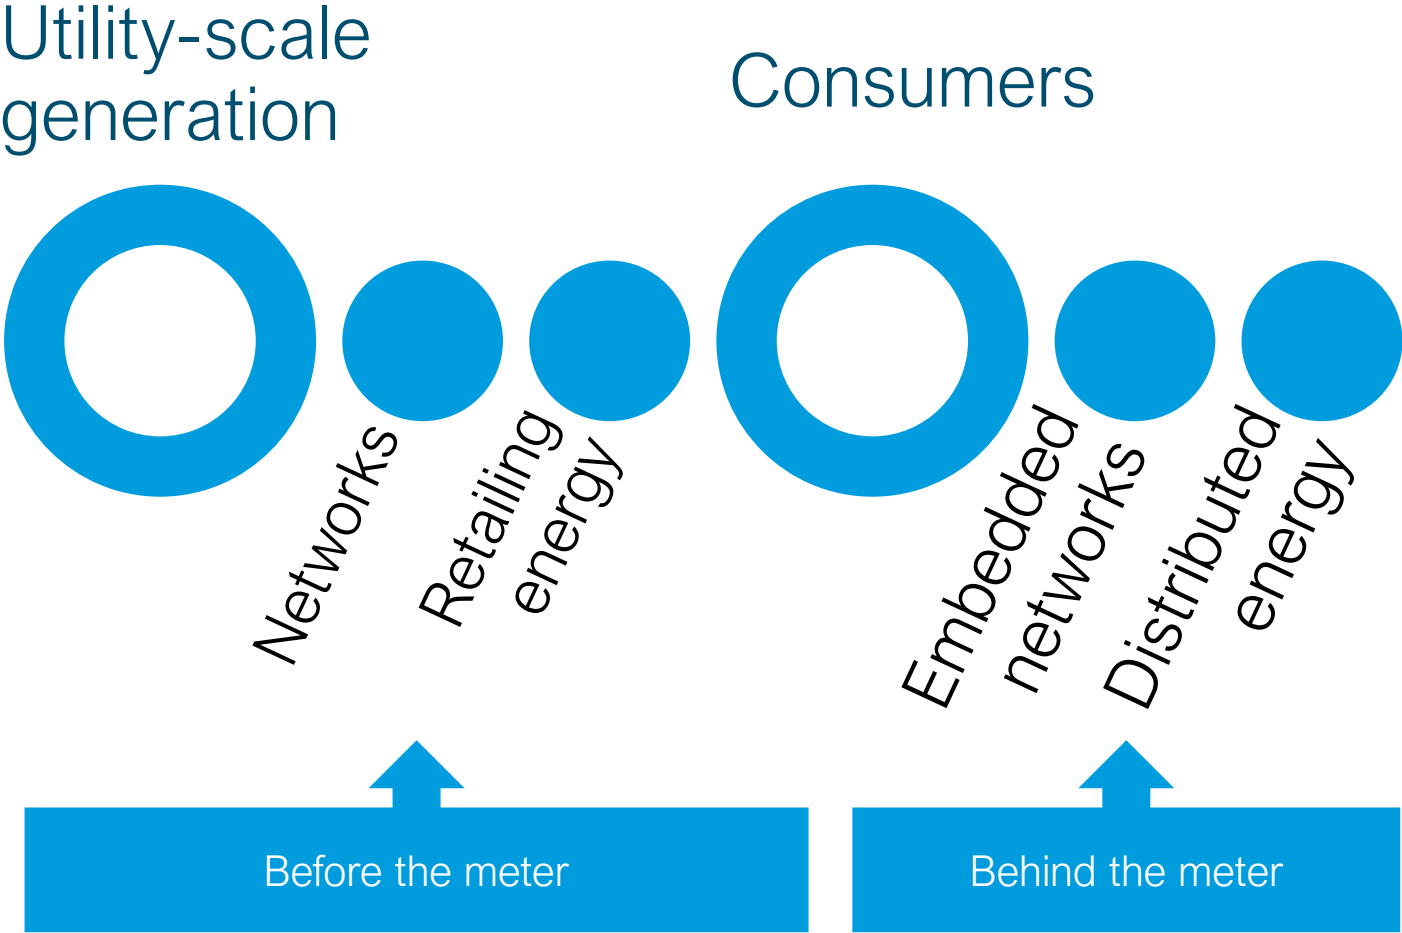 Utility-scale
generation
Consumers
Networks
Retailing
energy
Embedded
networks
Distributed
energy
Before the meter
Behind the meter